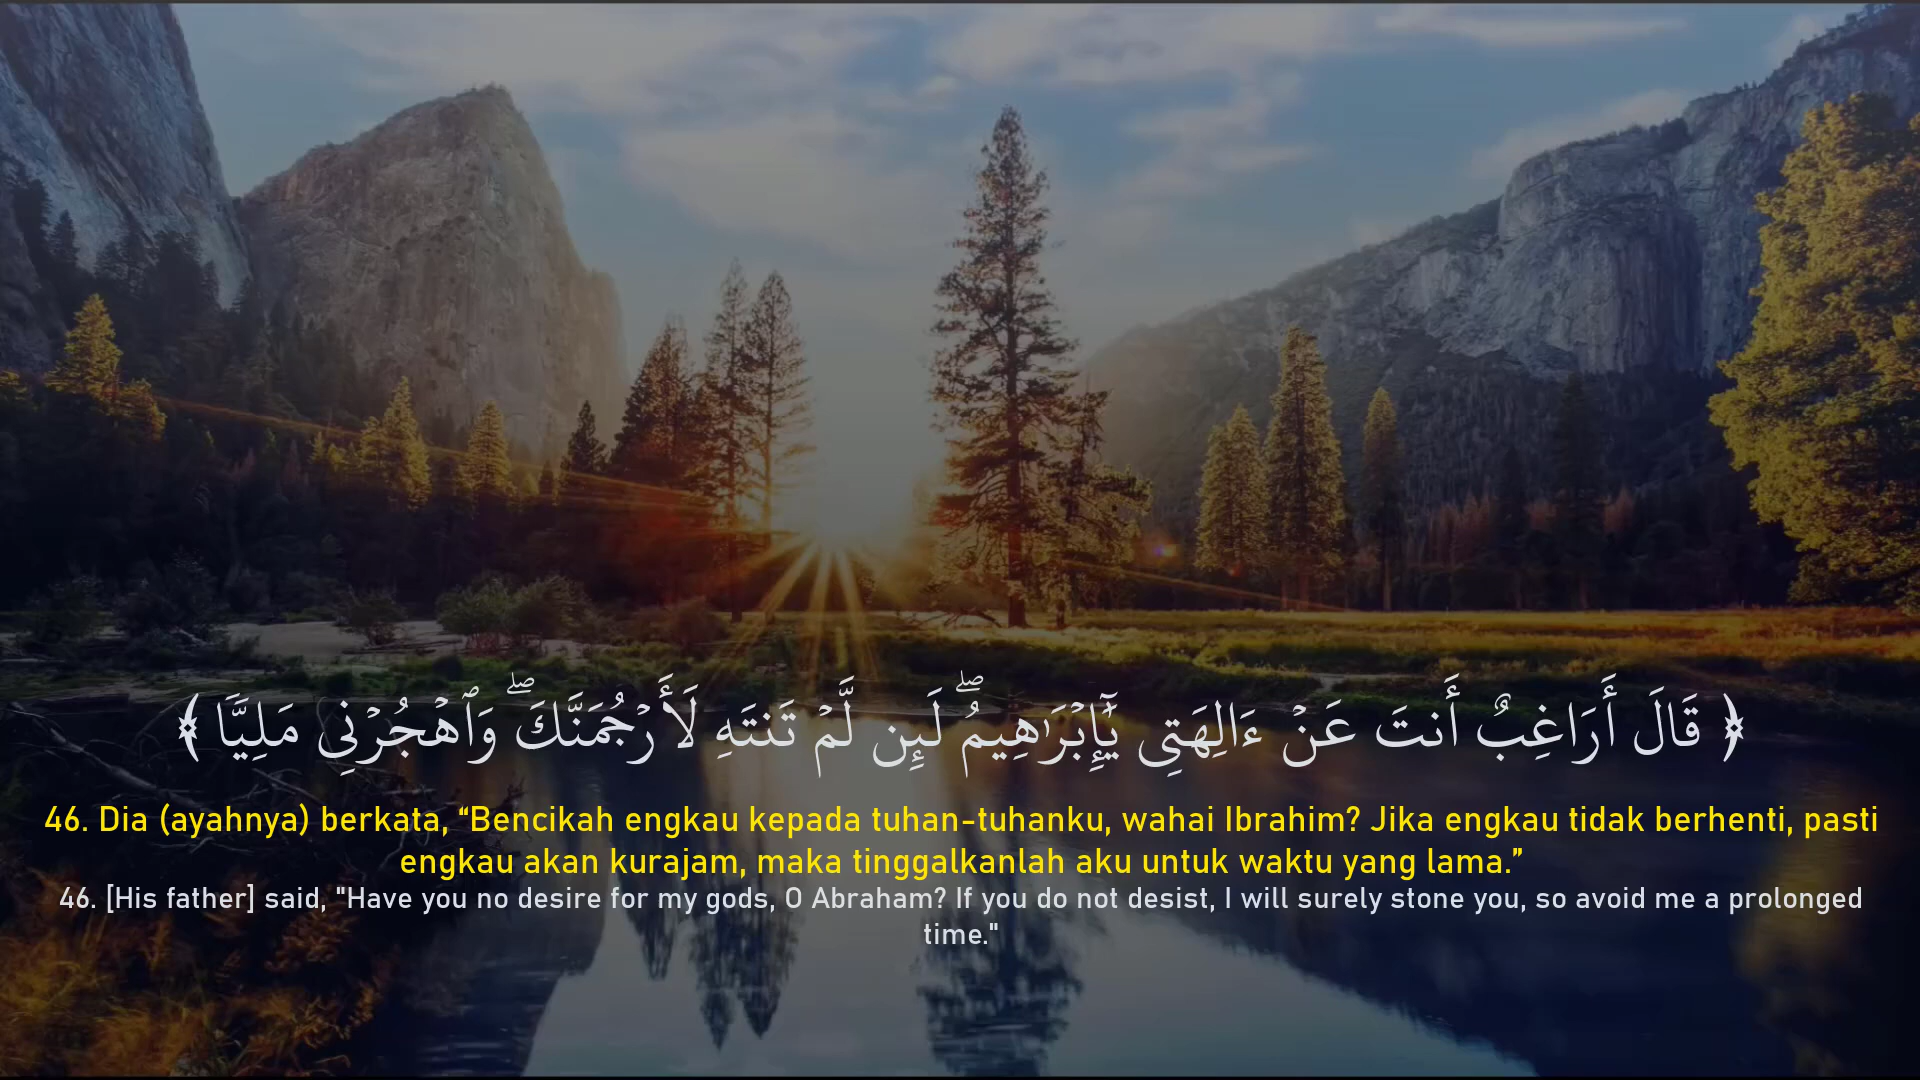 ﴿ قَالَ أَرَاغِبٌ أَنتَ عَنْ ءَالِهَتِى يَٰٓإِبْرَٰهِيمُ ۖ لَئِن لَّمْ تَنتَهِ لَأَرْجُمَنَّكَ ۖ وَٱهْجُرْنِى مَلِيًّا ﴾
46. Dia (ayahnya) berkata, “Bencikah engkau kepada tuhan-tuhanku, wahai Ibrahim? Jika engkau tidak berhenti, pasti
engkau akan kurajam, maka tinggalkanlah aku untuk waktu yang lama.”
46. [His father] said, "Have you no desire for my gods, O Abraham? If you do not desist, I will surely stone you, so avoid me a prolonged
time."